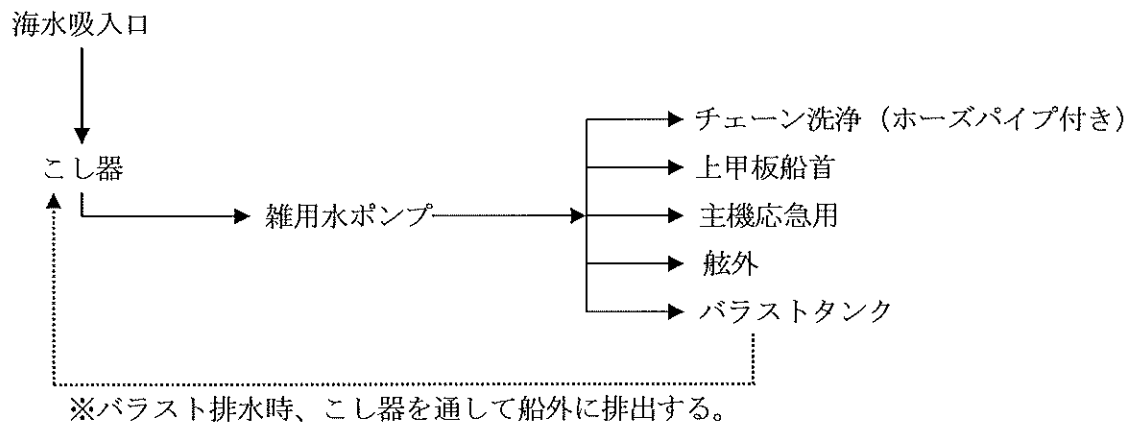 海水吸入口
チェーン洗浄（ホーズパイプ付き）
こし器
上甲板船首
雑用水ポンプ
主機応急用
舷外
バラストタンク
※バラスト排水時、こし器を通して船外に排出する。